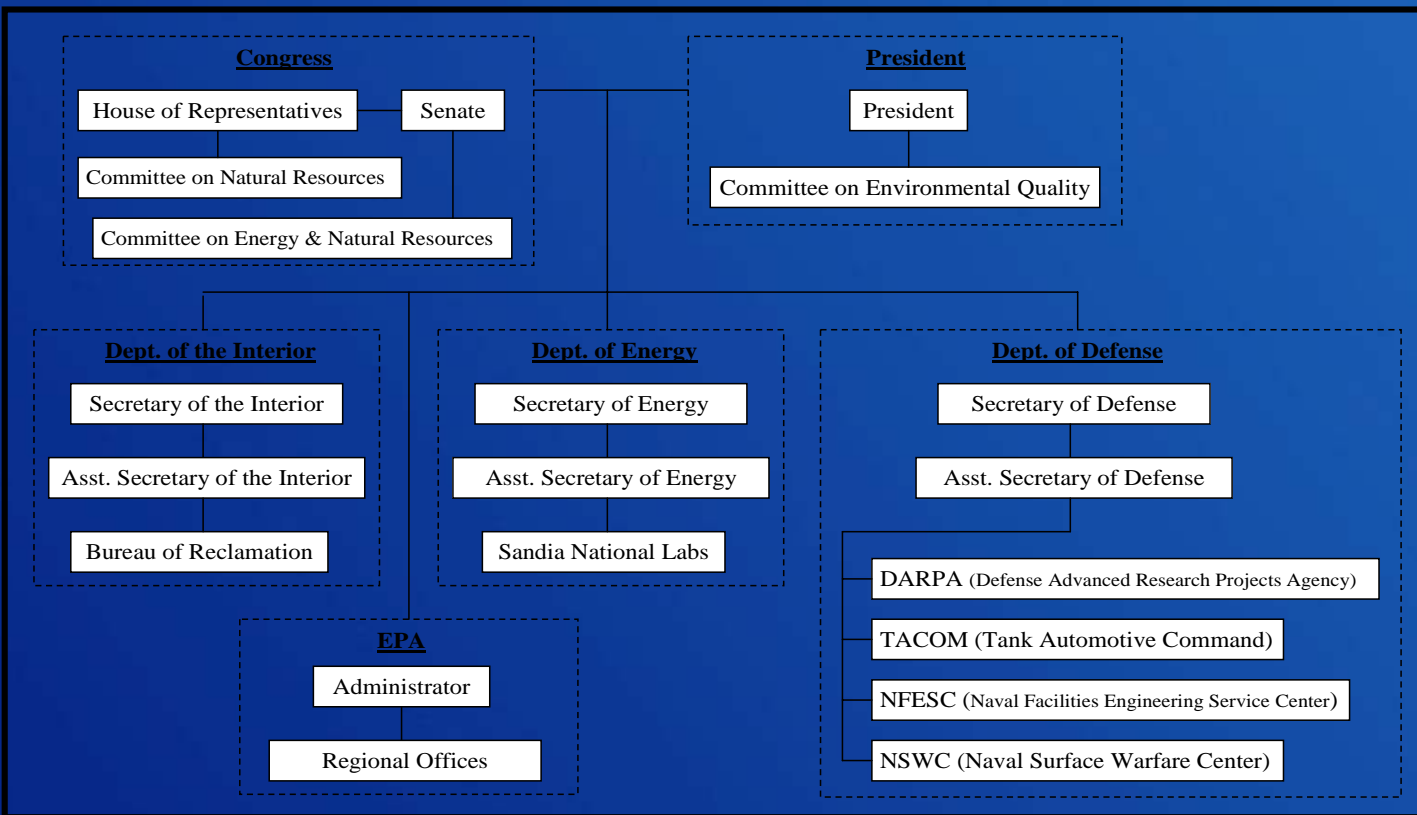 Congress
House of Representatives
Senate
Committee on Natural Resources
Committee on Energy & Natural Resources
President
President
Committee on Environmental Quality
Dept. of the Interior
Secretary of the Interior
Asst. Secretary of the Interior
Bureau of Reclamation
Dept. of Energy
Secretary of Energy
Asst. Secretary of Energy
Sandia National Labs
Dept. of Defense
Secretary of Defense
Asst. Secretary of Defense
DARPA (Defense Advanced Research Projects Agency)
TACOM (Tank Automotive Command)
NFESC (Naval Facilities Engineering Service Center)
NSWC (Naval Surface Warfare Center)
EPA
Administrator
Regional Offices